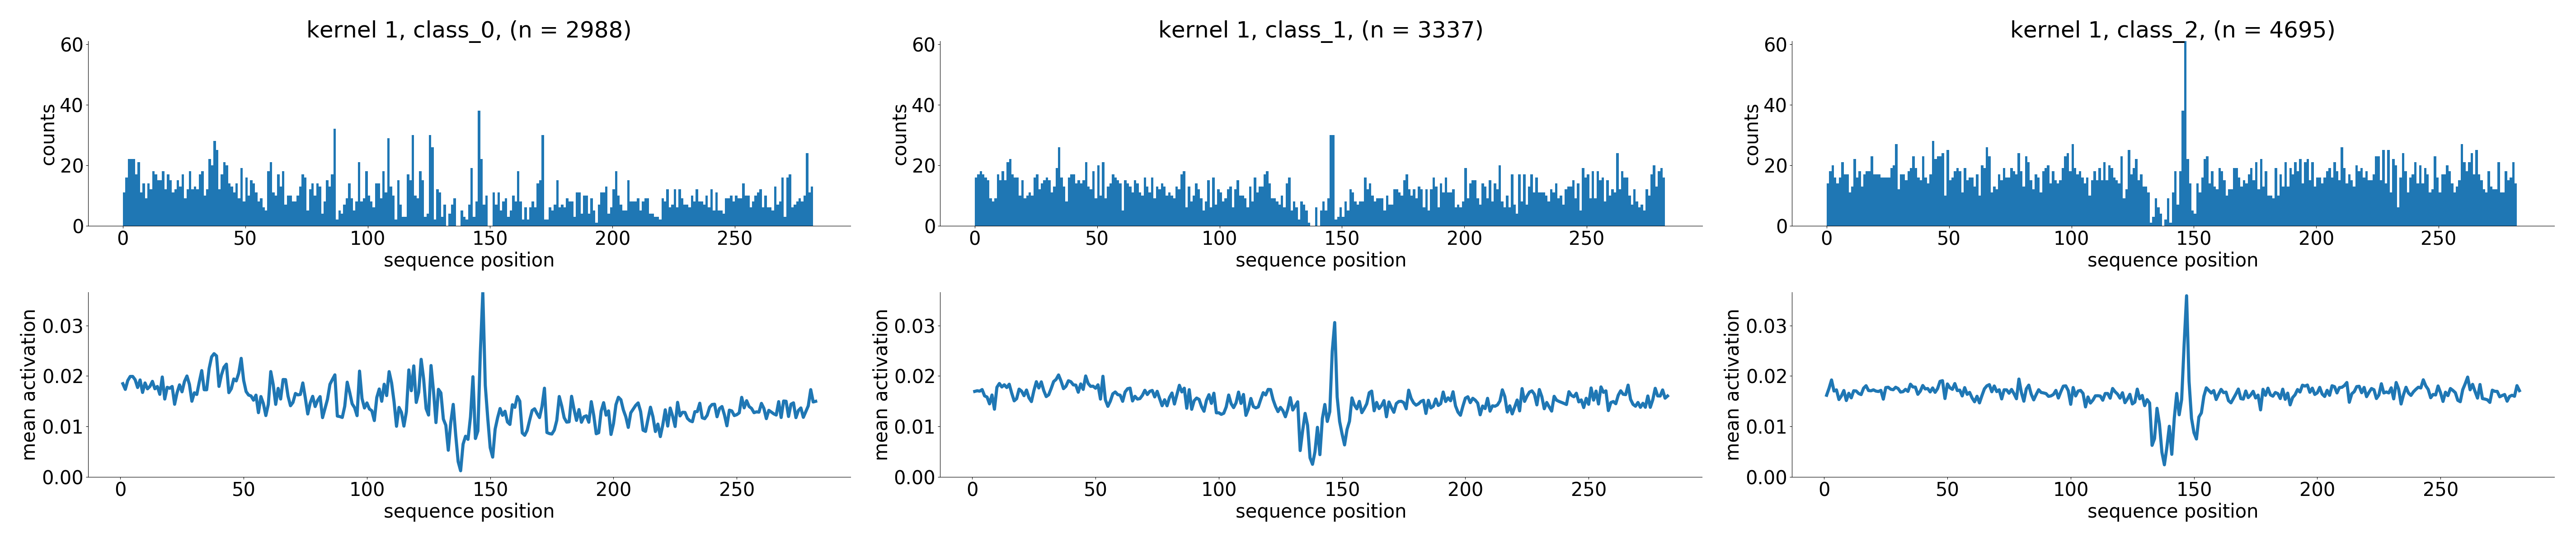 kernel 1, class_0, (n = 2988)
60
40
20
0
counts
0 50 100 150 200 250
sequence position
kernel 1, class_1, (n = 3337)
60
40
20
0
counts
0 50 100 150 200 250
sequence position
kernel 1, class_2, (n = 4695)
60
40
20
0
counts
0 50 100 150 200 250
sequence position
0.03
0.02
0.01
0.00
mean activation
0 50 100 150 200 250
sequence position
0.03
0.02
0.01
0.00
mean activation
0 50 100 150 200 250
sequence position
0.03
0.02
0.01
0.00
mean activation
0 50 100 150 200 250
sequence position